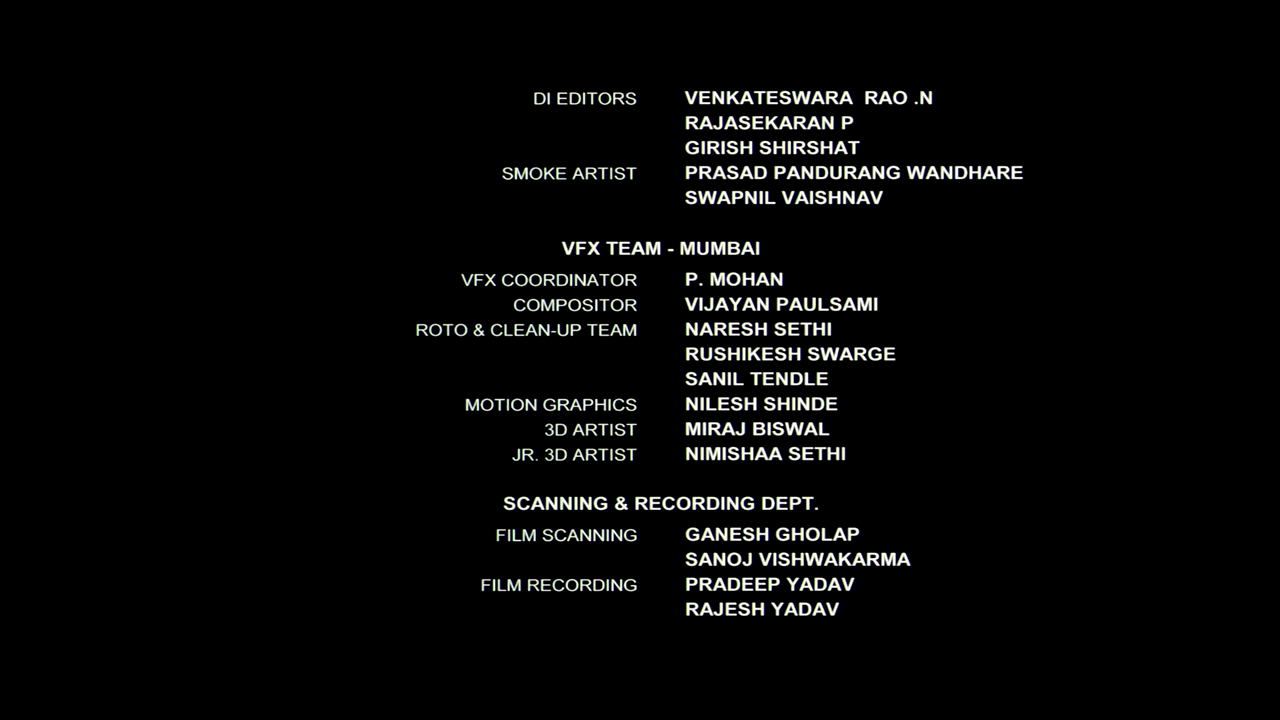 DI EDITORS VENKATESWARA RAO .N
RAJASEKARAN P
GIRISH SHIRSHAT
SMOKE ARTIST PRASAD PANDURANG WANDHARE
SWAPNIL VAISHNAV
VFX TEAM - MUMBAI
VFX COORDINATOR P. MOHAN
COMPOSITOR VIJAYAN PAULSAMI
ROTO & CLEAN-UP TEAM NARESH SETHI
RUSHIKESH SWARGE
SANIL TENDLE
MOTION GRAPHICS NILESH SHINDE
3D ARTIST MIRAJ BISWAL
JR. 3D ARTIST NIMISHAA SETHI
SCANNING & RECORDING DEPT.
FILM SCANNING GANESH GHOLAP
SANOJ VISHWAKARMA
FILM RECORDING PRADEEP YADAV
RAJESH YADAV